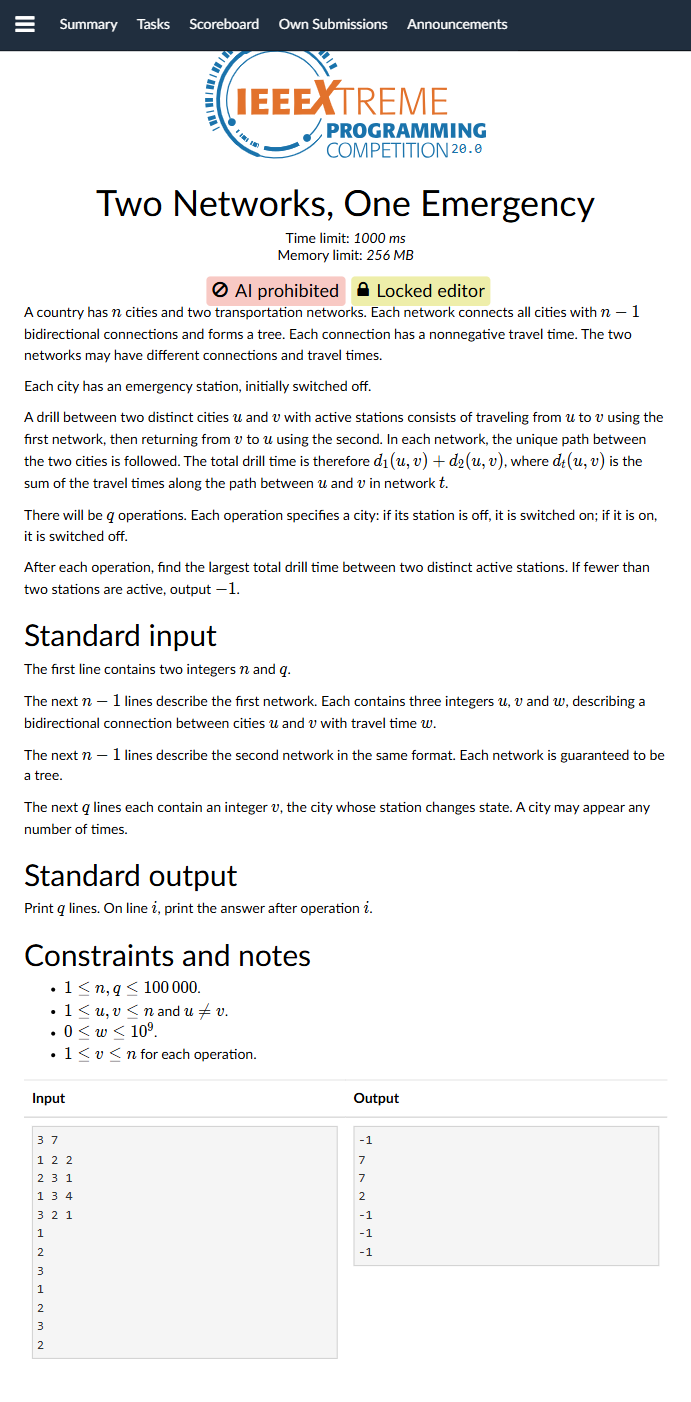 Summary Tasks Scoreboard Own Submissions Announcements
IEEEXTREME
PROGRAMMING
COMPETITION 20.0
Two Networks, One Emergency
Time limit: 1000 ms
Memory limit: 256 MB
AI prohibited Locked editor
A country has n cities and two transportation networks. Each network connects all cities with n − 1
bidirectional connections and forms a tree. Each connection has a nonnegative travel time. The two
networks may have different connections and travel times.
Each city has an emergency station, initially switched off.
A drill between two distinct cities u and v with active stations consists of traveling from u to v using the
first network, then returning from v to u using the second. In each network, the unique path between
the two cities is followed. The total drill time is therefore d₁(u, v) + d₂(u, v), where dₜ(u, v) is the
sum of the travel times along the path between u and v in network t.
There will be q operations. Each operation specifies a city: if its station is off, it is switched on; if it is on,
it is switched off.
After each operation, find the largest total drill time between two distinct active stations. If fewer than
two stations are active, output −1.
Standard input
The first line contains two integers n and q.
The next n − 1 lines describe the first network. Each contains three integers u, v and w, describing a
bidirectional connection between cities u and v with travel time w.
The next n − 1 lines describe the second network in the same format. Each network is guaranteed to be
a tree.
The next q lines each contain an integer v, the city whose station changes state. A city may appear any
number of times.
Standard output
Print q lines. On line i, print the answer after operation i.
Constraints and notes
• 1 ≤ n, q ≤ 100 000.
• 1 ≤ u, v ≤ n and u ≠ v.
• 0 ≤ w ≤ 10⁹.
• 1 ≤ v ≤ n for each operation.
Input Output
3 7
1 2 2
2 3 1
1 3 4
3 2 1
1
2
3
1
2
3
2
-1
7
7
2
-1
-1
-1